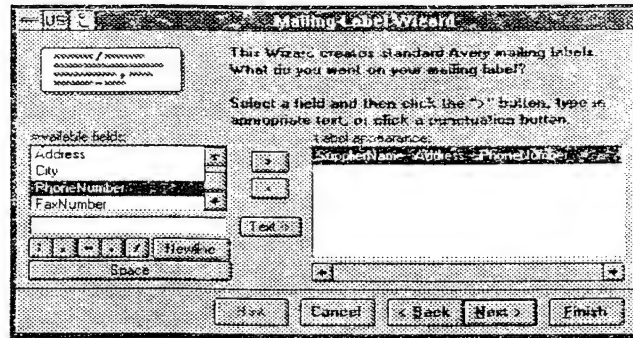 US
Mailing Label Wizard
This Wizard creates standard Avery mailing labels.
What do you want on your mailing label?
Select a field and then click the ">" button, type in
appropriate text, or click a punctuation button.
Available fields:
Label appearance:
Address
City
PhoneNumber
FaxNumber
>
<
Text >
SupplierName Address PhoneNumber
Newline
Space
Cancel
< Back
Next >
Finish